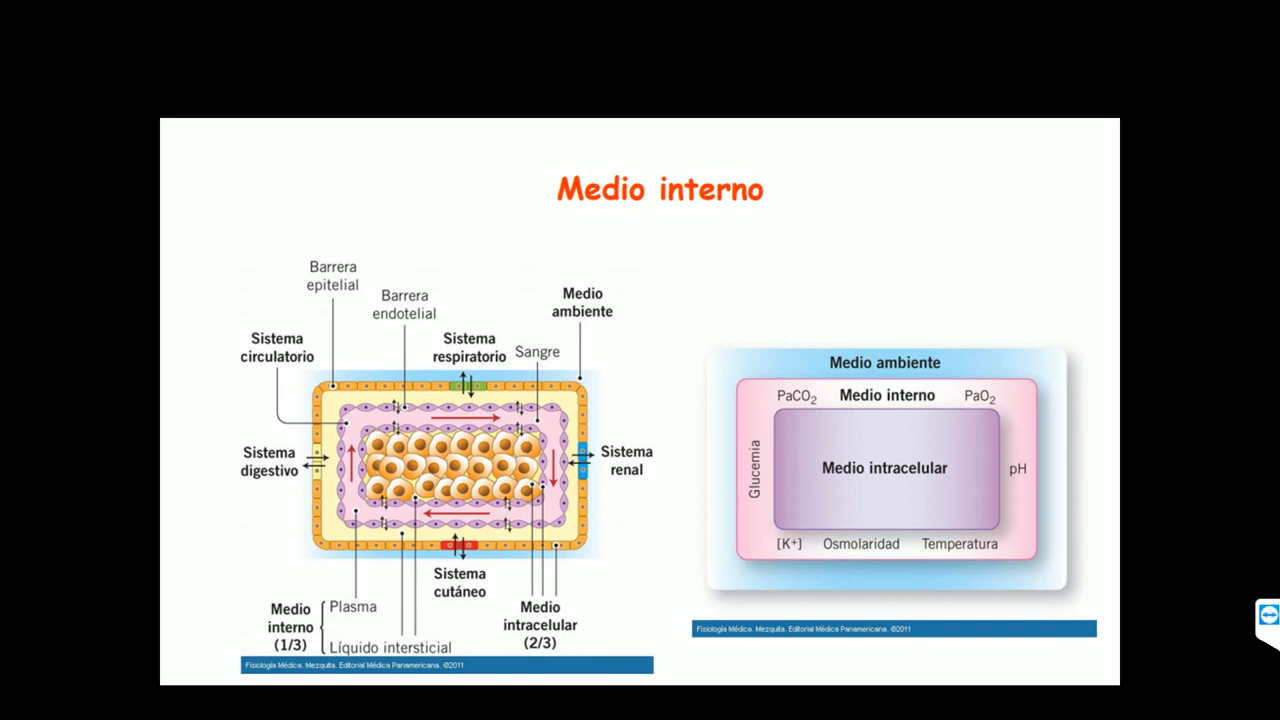 Medio interno
Barrera
epitelial
Barrera
endotelial
Medio
ambiente
Sistema
circulatorio
Sistema
respiratorio
Sangre
Sistema
digestivo
Sistema
renal
Sistema
cutáneo
Medio
interno
(1/3)
Plasma
Líquido intersticial
Medio
intracelular
(2/3)
Fisiología Médica. Mezquita. Editorial Médica Panamericana. ©2011
Medio ambiente
PaCO₂ Medio interno PaO₂
Glucemia
Medio intracelular
pH
[K⁺] Osmolaridad Temperatura
Fisiología Médica. Mezquita. Editorial Médica Panamericana. ©2011